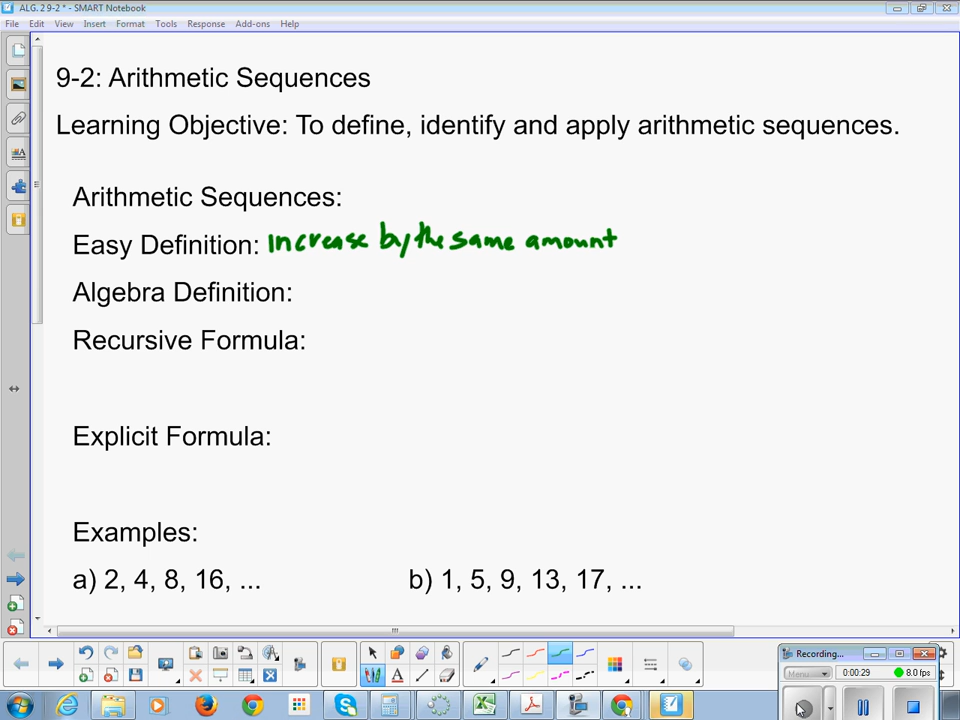 ALG. 2 9-2 * - SMART Notebook
File Edit View Insert Format Tools Response Add-ons Help
9-2: Arithmetic Sequences
Learning Objective: To define, identify and apply arithmetic sequences.
Arithmetic Sequences:
Easy Definition: increase by the same amount
Algebra Definition:
Recursive Formula:
Explicit Formula:
Examples:
a) 2, 4, 8, 16, ... b) 1, 5, 9, 13, 17, ...
Recording...
Menu 0:00:29 8.0 fps